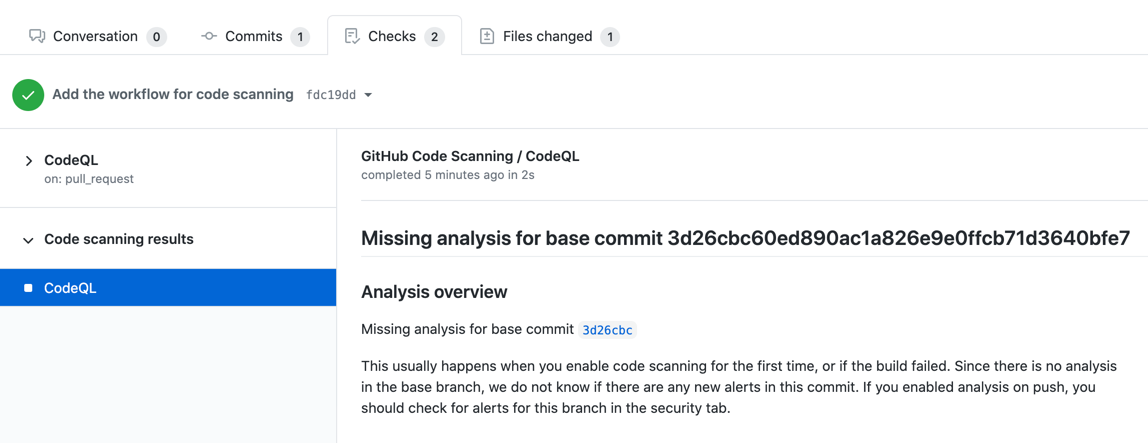 Conversation 0 Commits 1 Checks 2 Files changed 1
Add the workflow for code scanning fdc19dd
CodeQL
on: pull_request
Code scanning results
CodeQL
GitHub Code Scanning / CodeQL
completed 5 minutes ago in 2s
Missing analysis for base commit 3d26cbc60ed890ac1a826e9e0ffcb71d3640bfe7
Analysis overview
Missing analysis for base commit 3d26cbc
This usually happens when you enable code scanning for the first time, or if the build failed. Since there is no analysis
in the base branch, we do not know if there are any new alerts in this commit. If you enabled analysis on push, you
should check for alerts for this branch in the security tab.